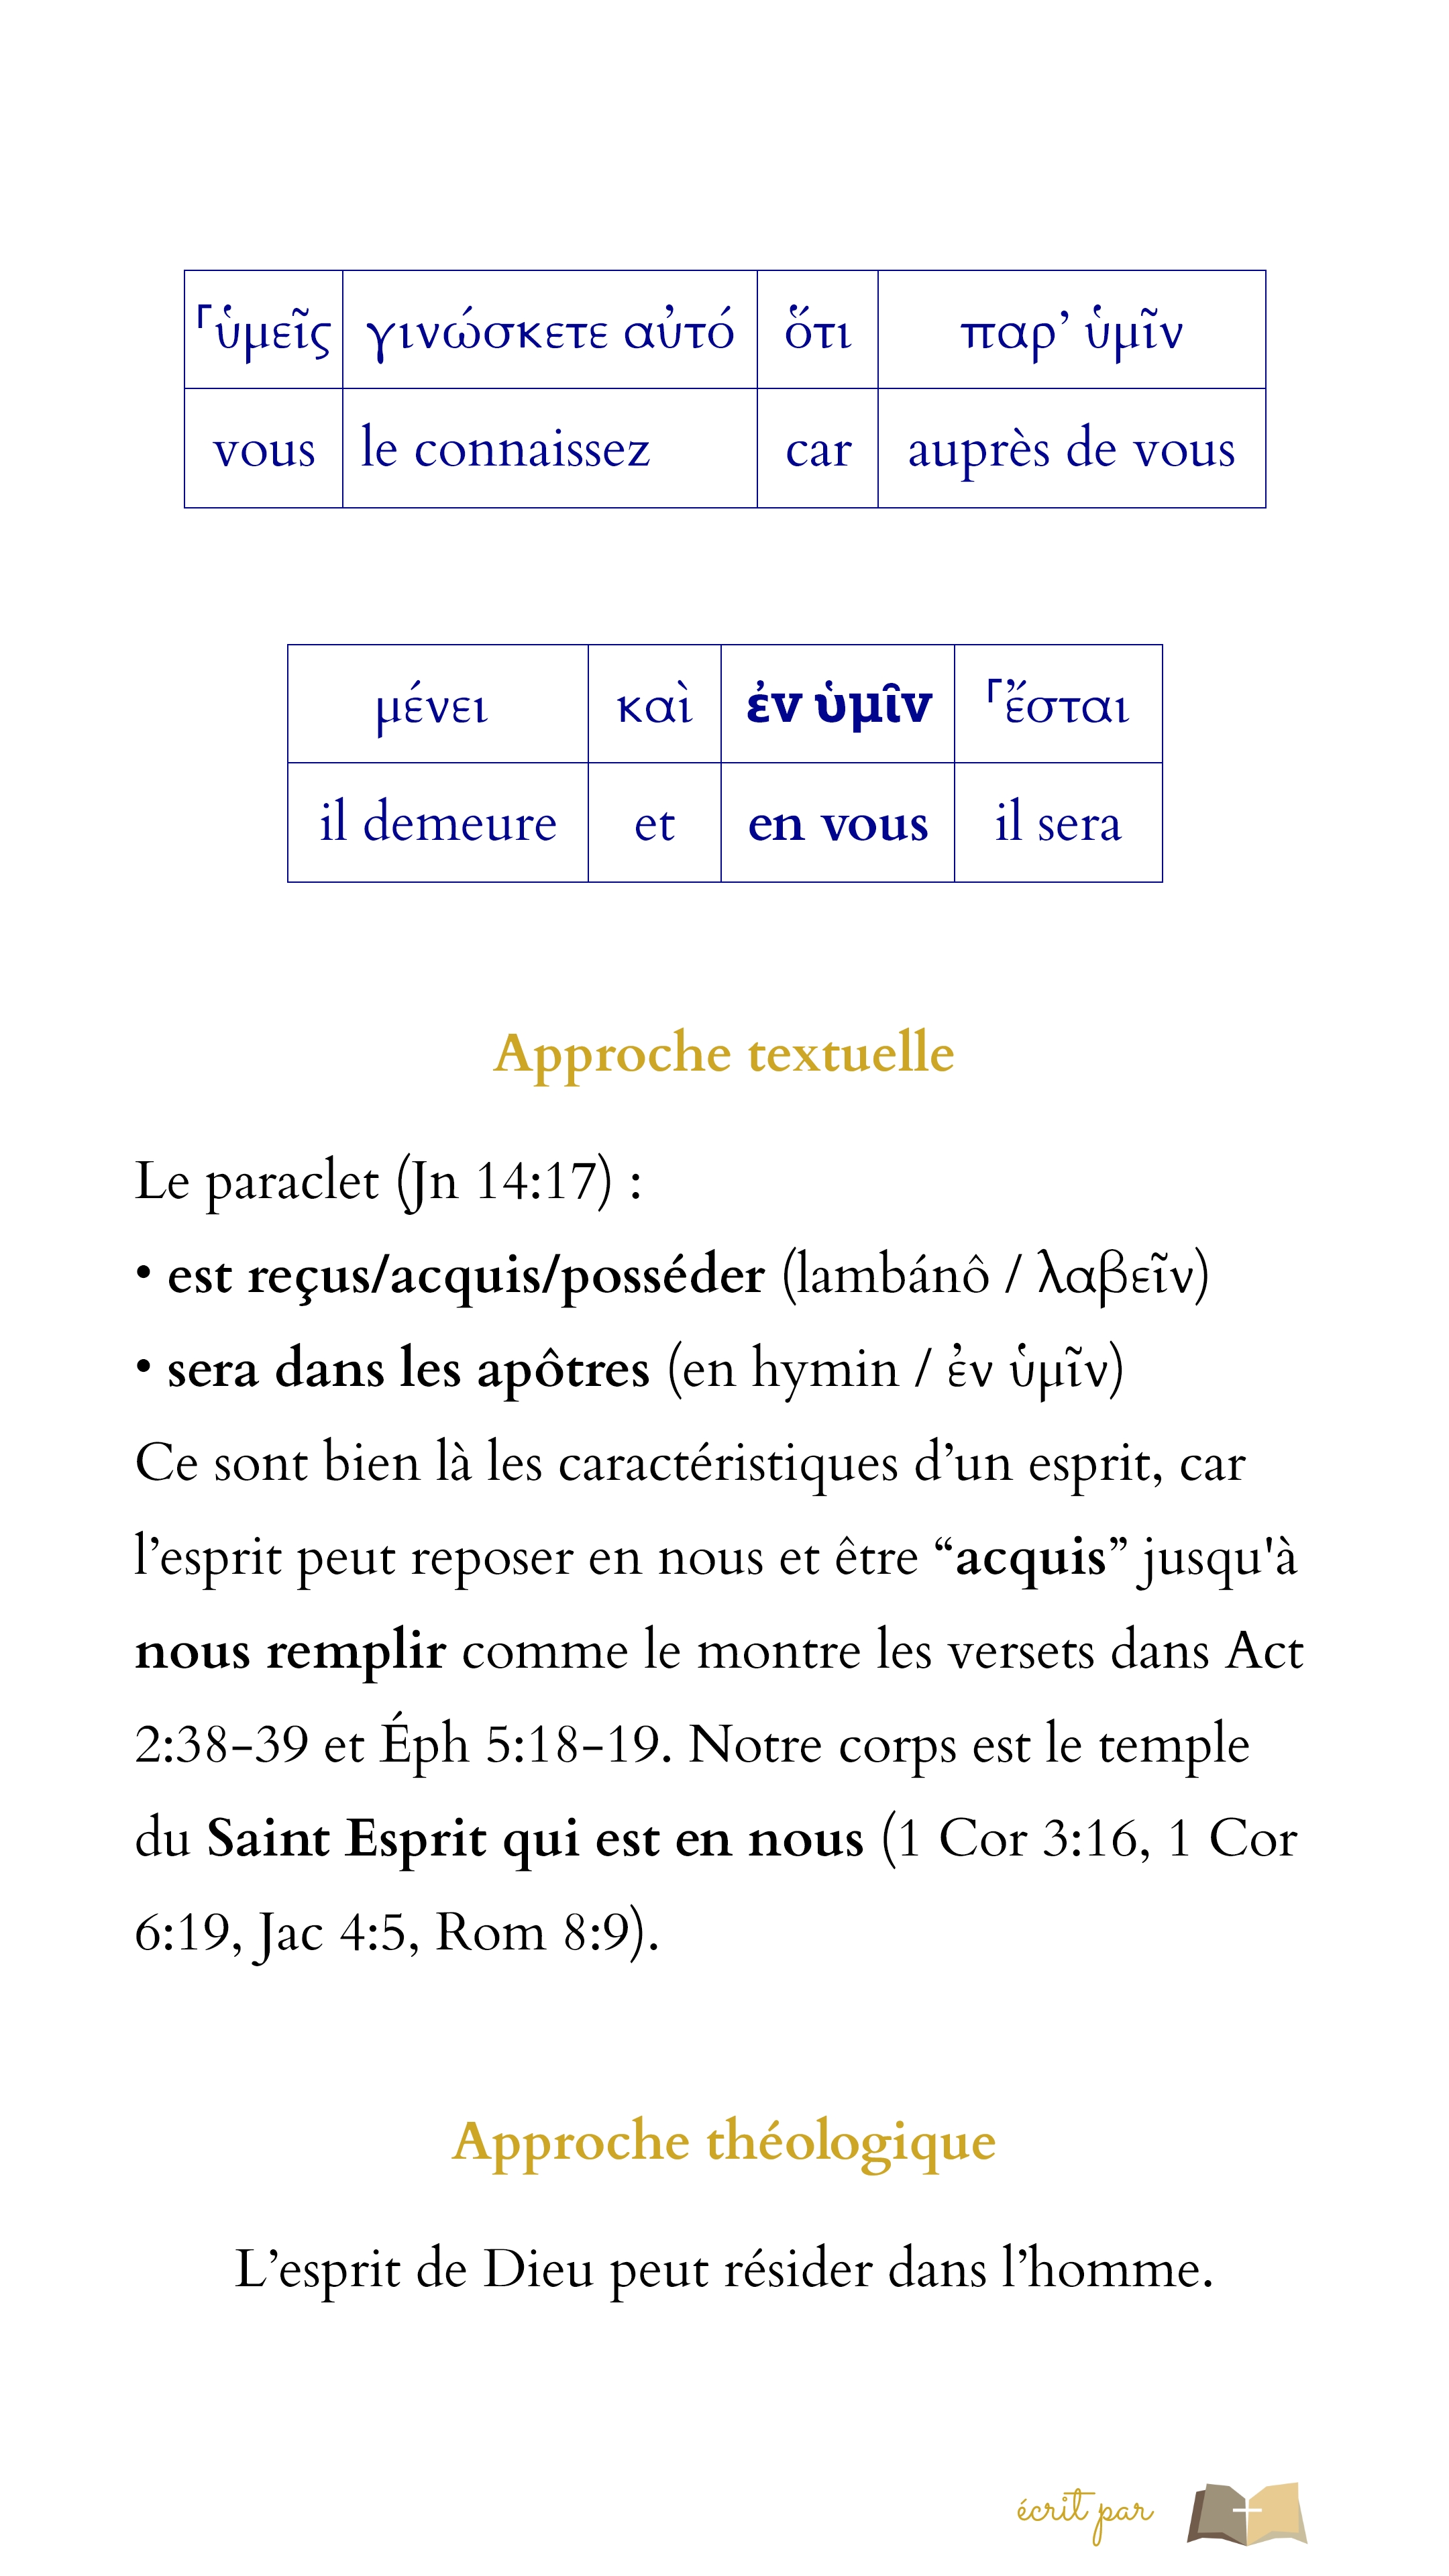 ⸀ὑμεῖς γινώσκετε αὐτό ὅτι παρ’ ὑμῖν
vous le connaissez car auprès de vous
μένει καὶ ἐν ὑμῖν ⸀ἔσται
il demeure et en vous il sera
Approche textuelle
Le paraclet (Jn 14:17) :
• est reçus/acquis/posséder (lambánô / λαβεῖν)
• sera dans les apôtres (en hymin / ἐν ὑμῖν)
Ce sont bien là les caractéristiques d’un esprit, car
l’esprit peut reposer en nous et être “acquis” jusqu'à
nous remplir comme le montre les versets dans Act
2:38-39 et Éph 5:18-19. Notre corps est le temple
du Saint Esprit qui est en nous (1 Cor 3:16, 1 Cor
6:19, Jac 4:5, Rom 8:9).
Approche théologique
L’esprit de Dieu peut résider dans l’homme.
écrit par